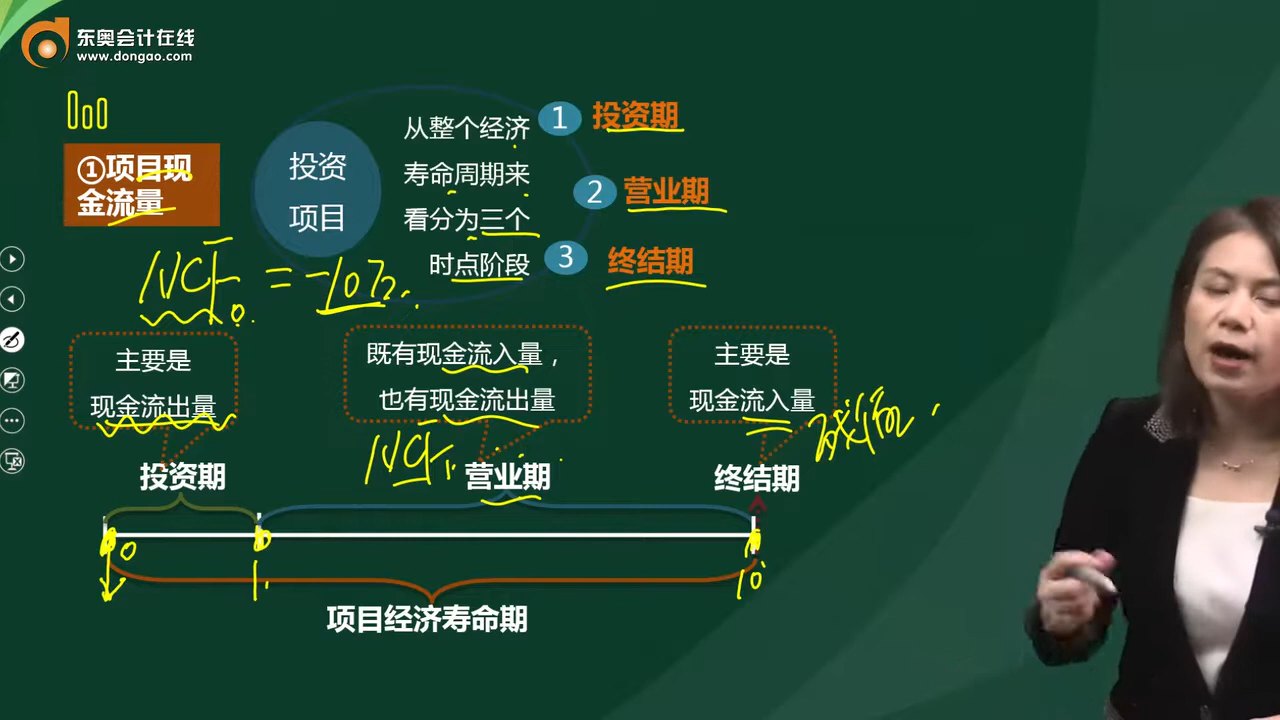 东奥会计在线
www.dongao.com
①项目现
金流量
投资
项目
从整个经济
寿命周期来
看分为三个
时点阶段
1 投资期
2 营业期
3 终结期
NCF₀ = -10万
主要是
现金流出量
既有现金流入量，
也有现金流出量
主要是
现金流入量
残值
投资期
NCF₁
营业期
终结期
0
1
10
项目经济寿命期